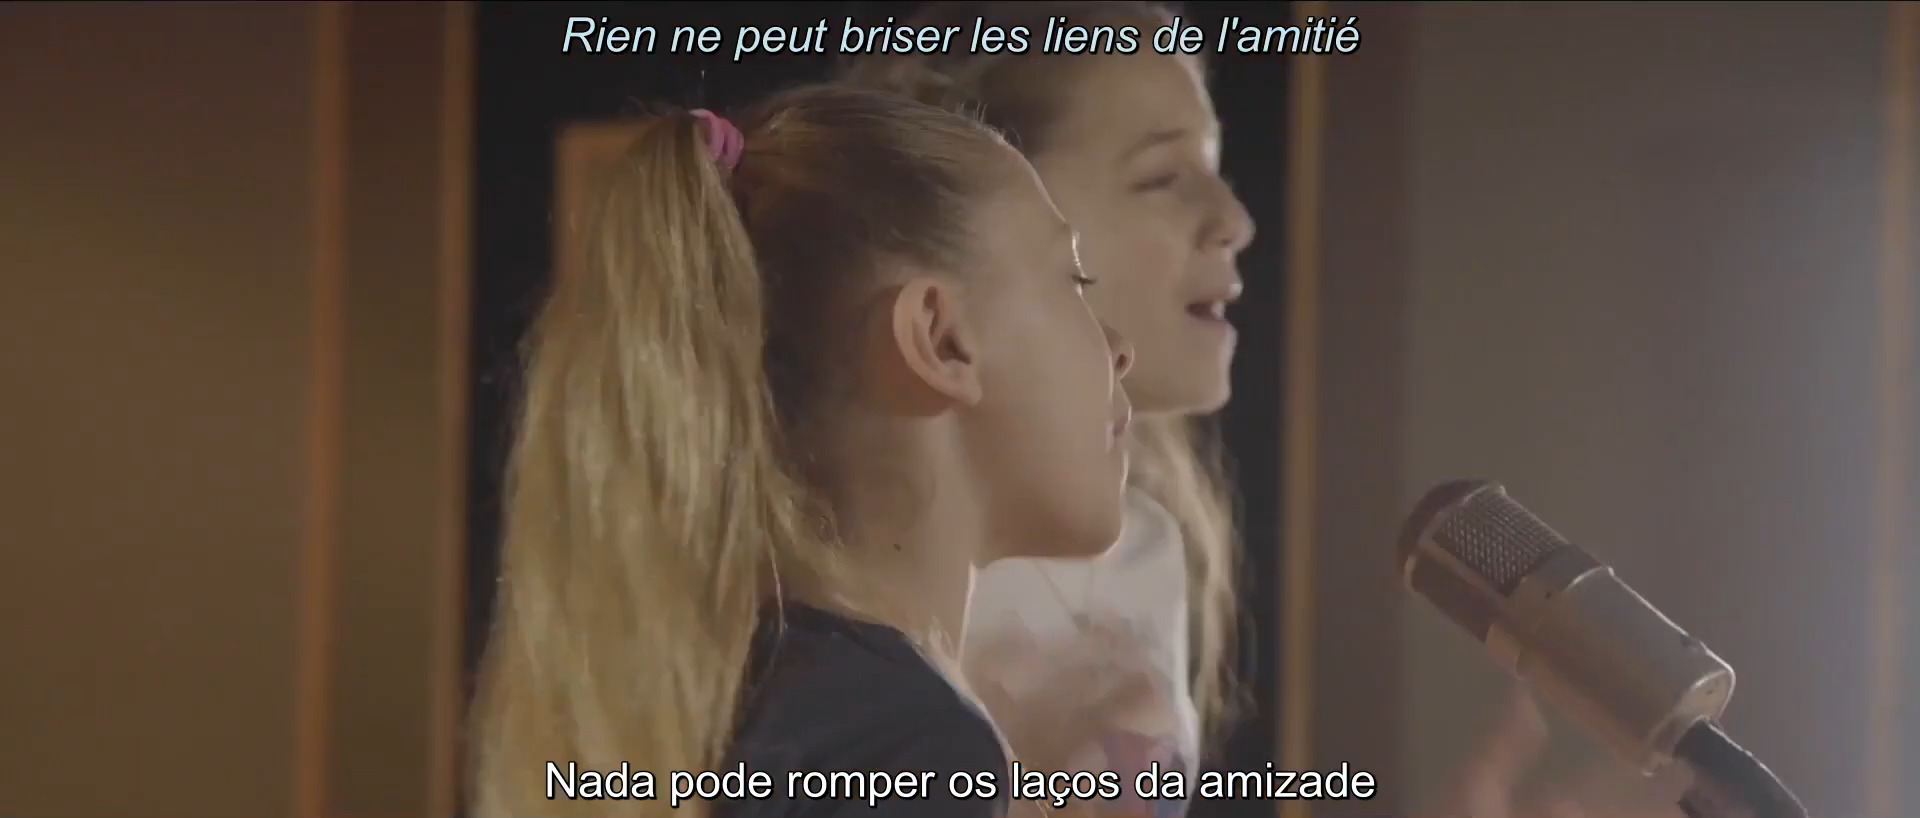 Rien ne peut briser les liens de l'amitié
Nada pode romper os laços da amizade